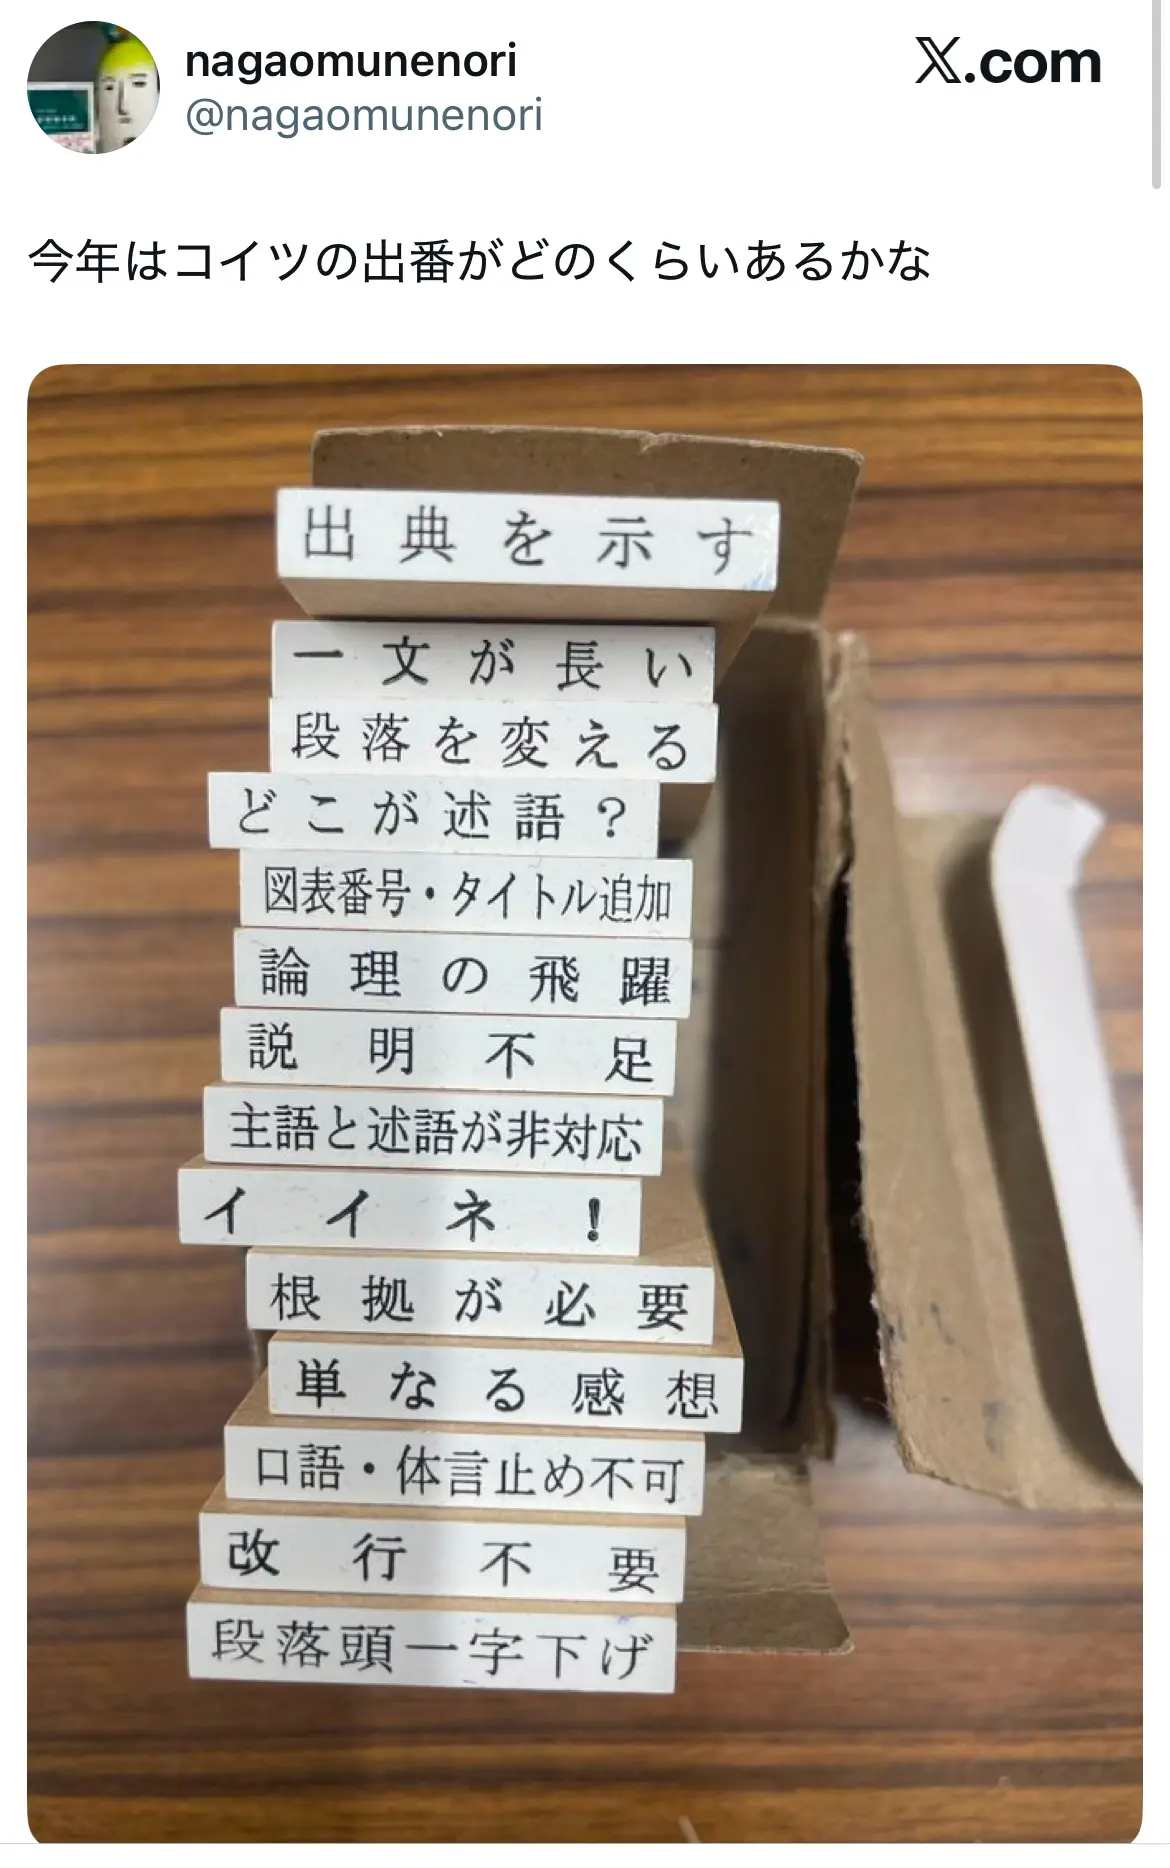 nagaomunenori
@nagaomunenori
X.com
今年はコイツの出番がどのくらいあるかな
出典を示す
一文が長い
段落を変える
どこが述語？
図表番号・タイトル追加
論理の飛躍
説明不足
主語と述語が非対応
イイネ！
根拠が必要
単なる感想
口語・体言止め不可
改行不要
段落頭一字下げ